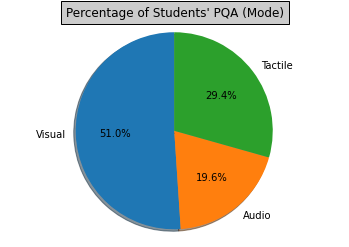 Percentage of Students' PQA (Mode)
Tactile
29.4%
Visual
51.0%
19.6%
Audio